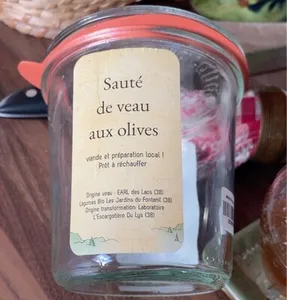 Sauté
de veau
aux olives
viande et préparation local !
Prêt à réchauffer
Origine veau : EARL des Lacs (38)
Légumes Bio Les Jardins du Fontanil (38)
Origine transformation: Laboratoire
L'Escargotière Du Lys (38)